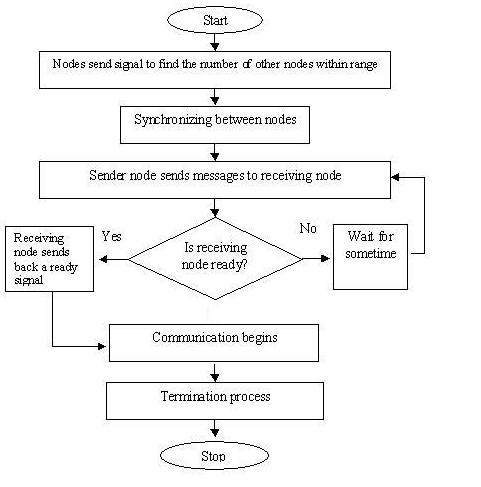 Start
Nodes send signal to find the number of other nodes within range
Synchronizing between nodes
Sender node sends messages to receiving node
Is receiving
node ready?
Yes
No
Receiving
node sends
back a ready
signal
Wait for
sometime
Communication begins
Termination process
Stop